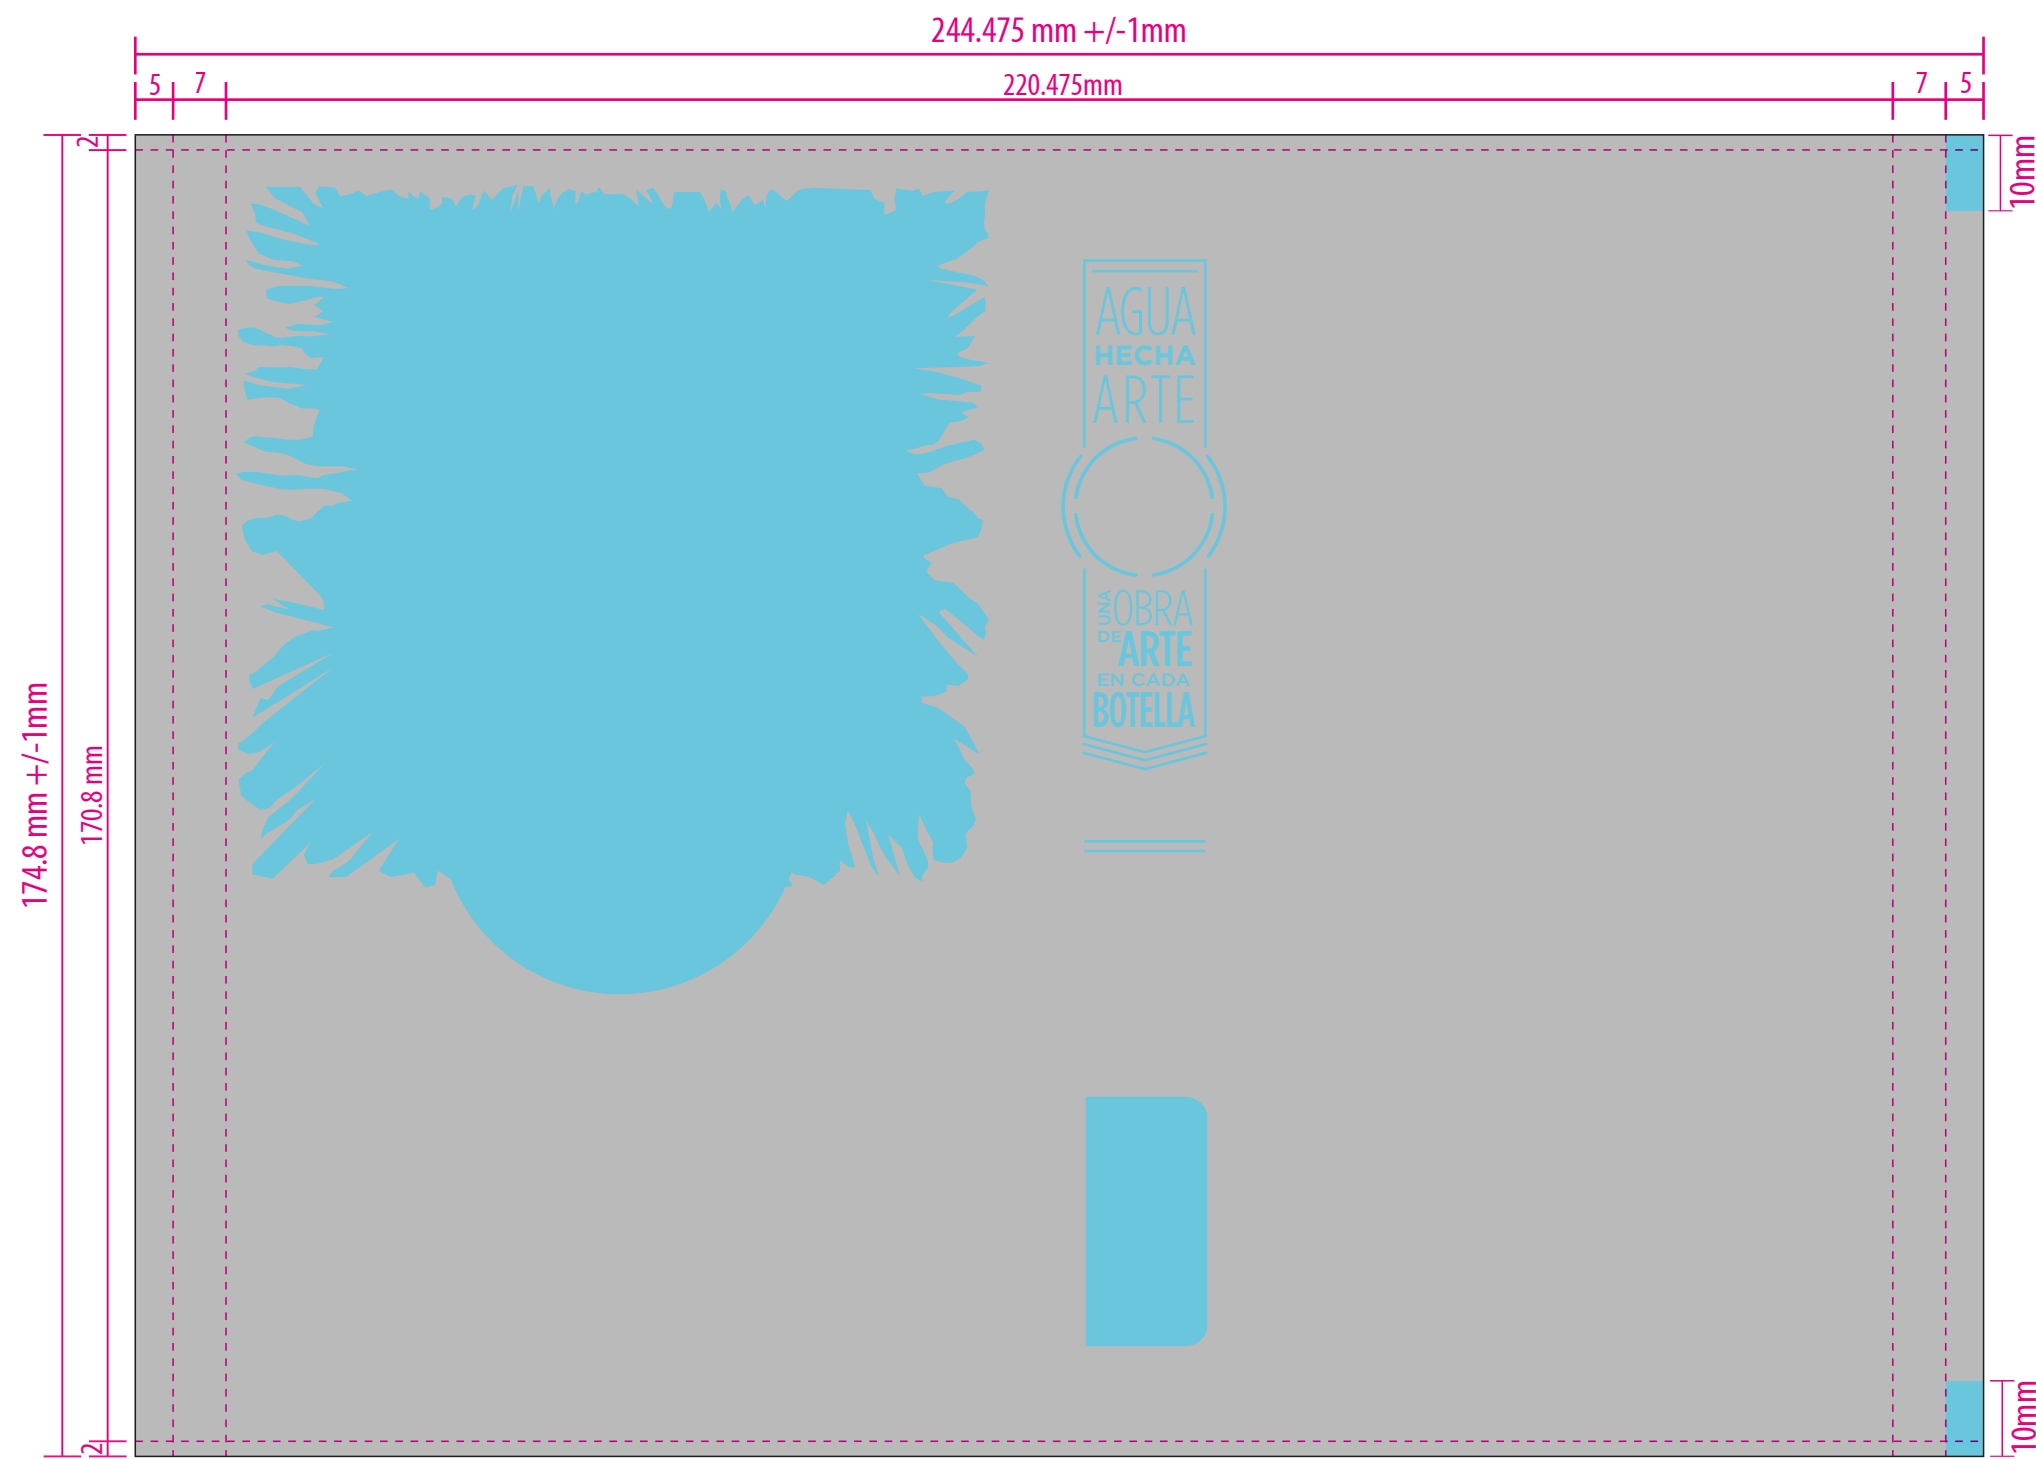 244.475 mm +/-1mm
5
7
220.475mm
7
5
2
10mm
AGUA
HECHA
ARTE
UNA OBRA
DE ARTE
EN CADA
BOTELLA
174.8 mm +/-1mm
170.8 mm
2
10mm